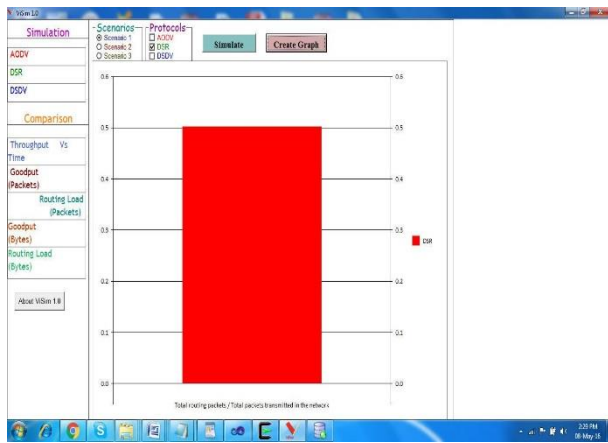 ViSim 1.0
Simulation
AODV
DSR
DSDV
Comparison
Throughput Vs
Time
Goodput
(Packets)
Routing Load
(Packets)
Goodput
(Bytes)
Routing Load
(Bytes)
About ViSim 1.0
Scenarios
Scenario 1
Scenario 2
Scenario 3
Protocols
AODV
DSR
DSDV
Simulate
Create Graph
0.6
0.5
0.4
0.3
0.2
0.1
0.0
0.6
0.5
0.4
0.3
0.2
0.1
0.0
DSR
Total routing packets / Total packets transmitted in the network
2:29 PM